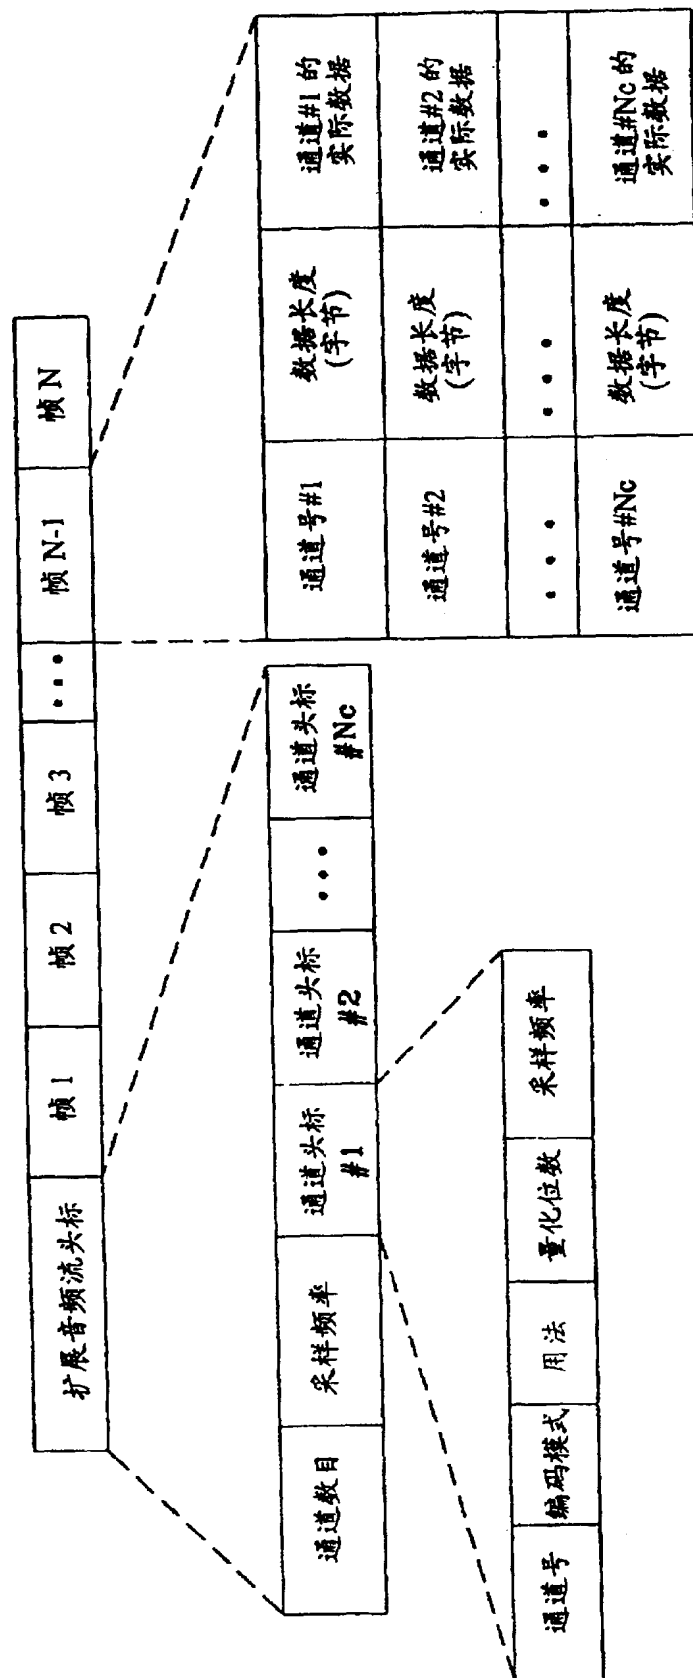 扩展音频流头标
帧1
帧2
帧3
•••
帧N-1
帧N
通道数目
采样频率
通道头标
#1
通道头标
#2
•••
通道头标
#Nc
通道号
编码模式
用法
量化位数
采样频率
通道号#1
数据长度
(字节)
通道#1的
实际数据
通道号#2
数据长度
(字节)
通道#2的
实际数据
•••
•••
•••
通道号#Nc
数据长度
(字节)
通道#Nc的
实际数据